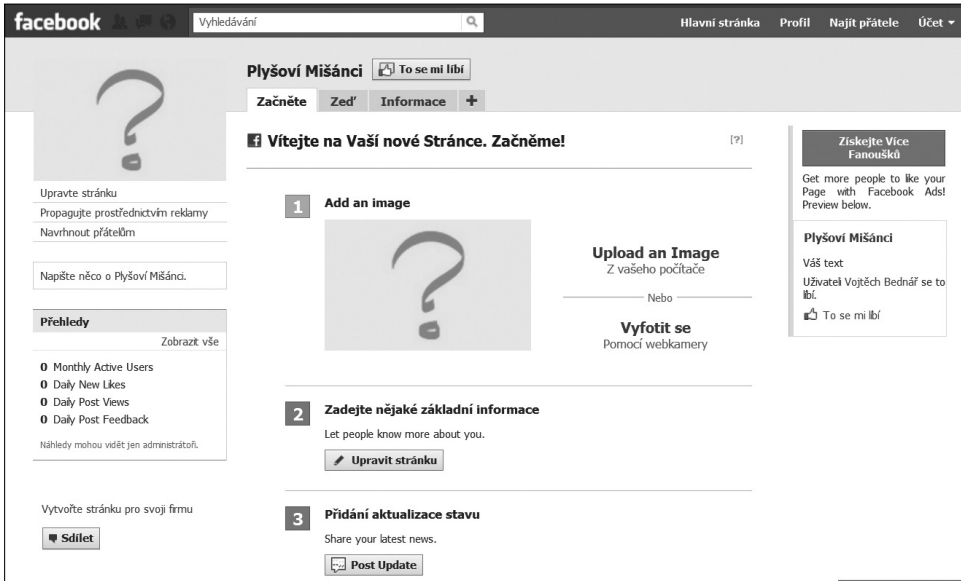 facebook
Vyhledávání
Hlavní stránka Profil Najít přátele Účet
Plyšoví Mišánci To se mi líbí
Začněte Zeď Informace +
Vítejte na Vaší nové Stránce. Začněme! [?]
Upravte stránku
Propagujte prostřednictvím reklamy
Navrhnout přátelům
Napište něco o Plyšoví Mišánci.
Přehledy
Zobrazit vše
0 Monthly Active Users
0 Daily New Likes
0 Daily Post Views
0 Daily Post Feedback
Náhledy mohou vidět jen administrátoři.
Vytvořte stránku pro svoji firmu
Sdílet
1 Add an image
Upload an Image
Z vašeho počítače
Nebo
Vyfotit se
Pomocí webkamery
2 Zadejte nějaké základní informace
Let people know more about you.
Upravit stránku
3 Přidání aktualizace stavu
Share your latest news.
Post Update
Získejte Více
Fanoušků
Get more people to like your
Page with Facebook Ads!
Preview below.
Plyšoví Mišánci
Váš text
Uživateli Vojtěch Bednář se to
líbí.
To se mi líbí